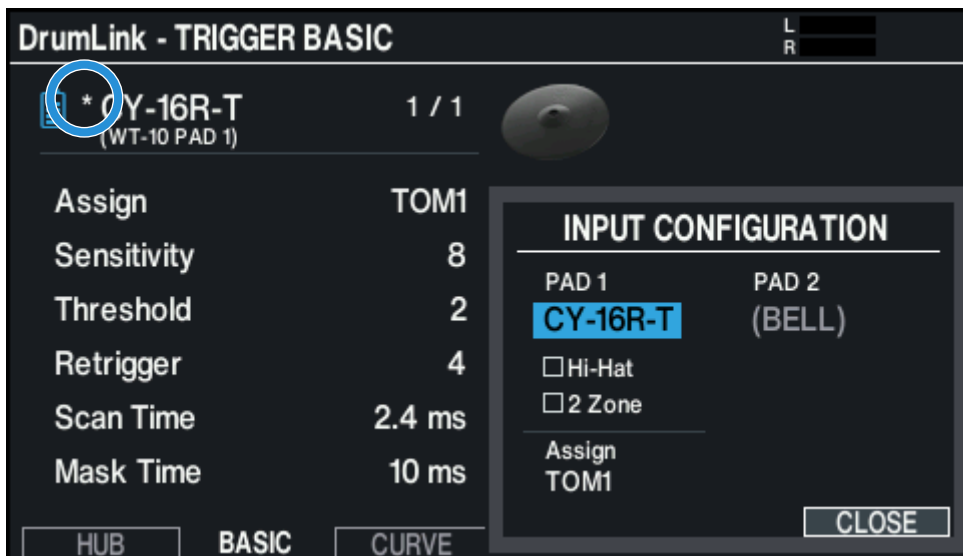 DrumLink - TRIGGER BASIC
L
R
* CY-16R-T 1 / 1
(WT-10 PAD 1)
Assign TOM1
Sensitivity 8
Threshold 2
Retrigger 4
Scan Time 2.4 ms
Mask Time 10 ms
HUB BASIC CURVE
INPUT CONFIGURATION
PAD 1 PAD 2
CY-16R-T (BELL)
Hi-Hat
2 Zone
Assign
TOM1
CLOSE